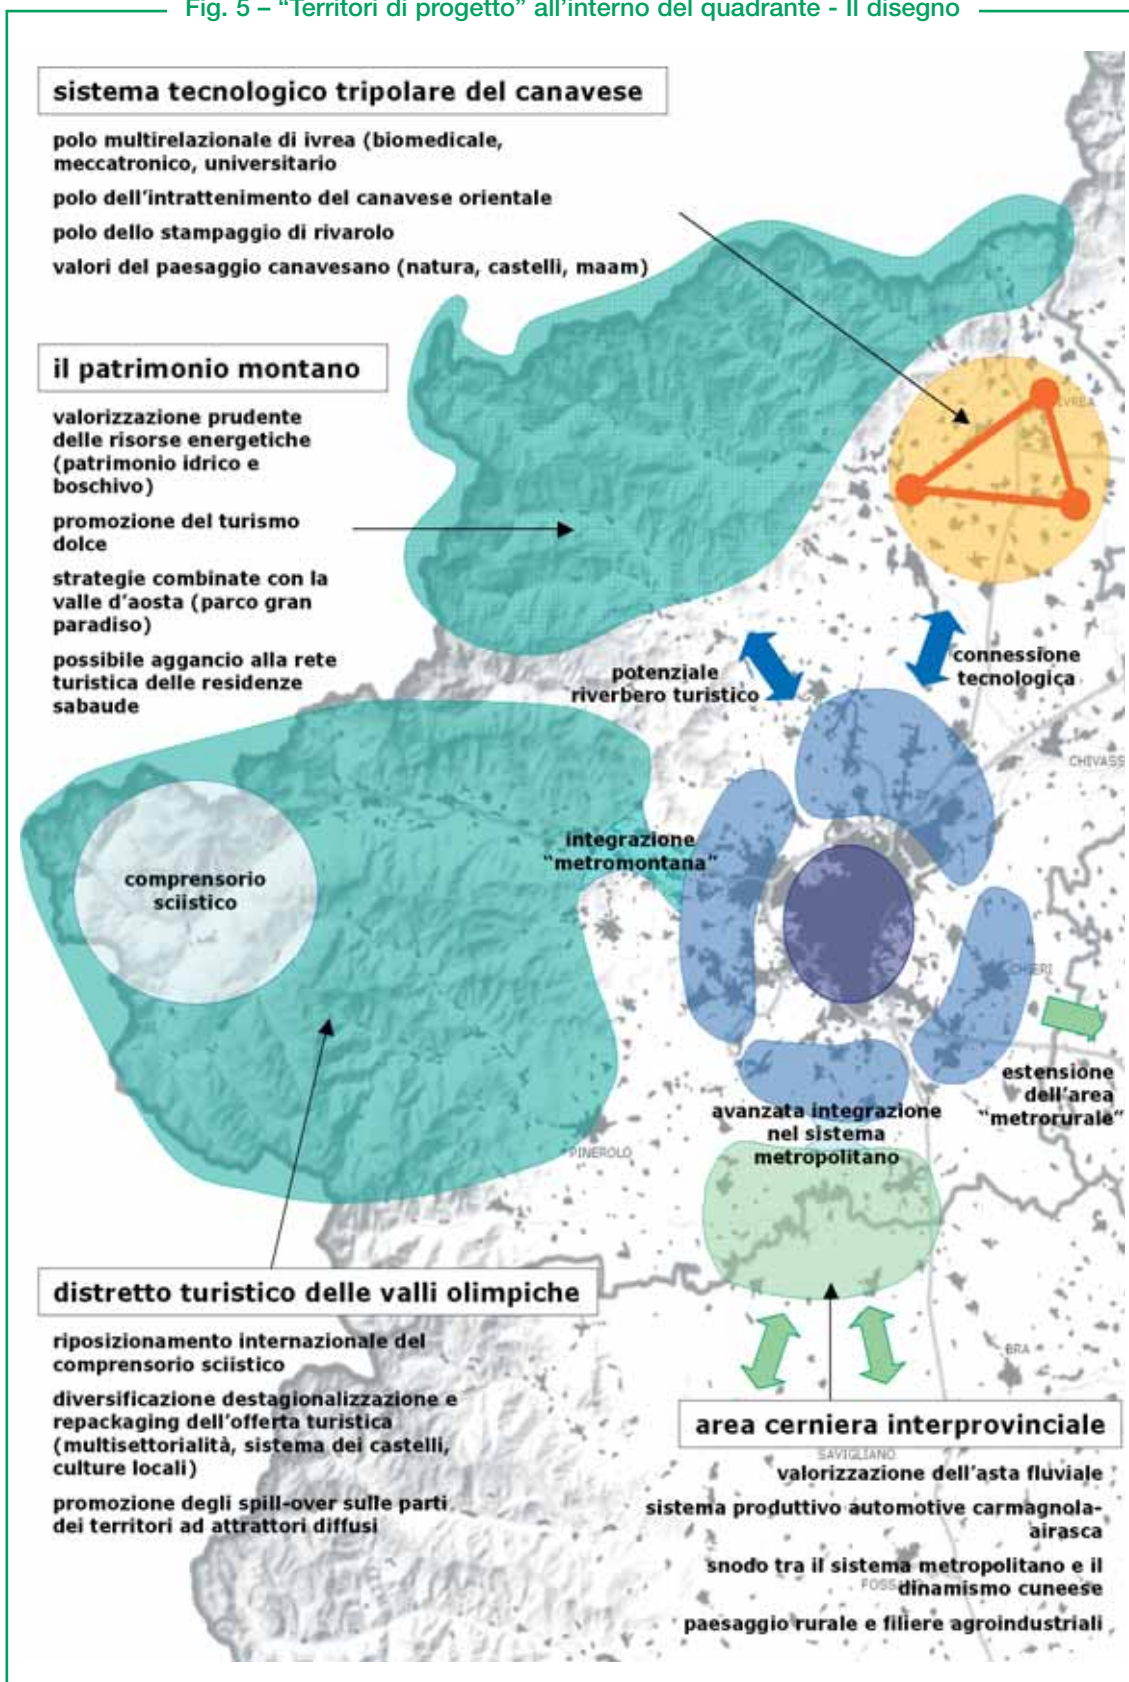 Fig. 5 – “Territori di progetto” all’interno del quadrante - Il disegno
sistema tecnologico tripolare del canavese
polo multirelazionale di ivrea (biomedicale,
meccatronico, universitario
polo dell’intrattenimento del canavese orientale
polo dello stampaggio di rivarolo
valori del paesaggio canavesano (natura, castelli, maam)
il patrimonio montano
valorizzazione prudente
delle risorse energetiche
(patrimonio idrico e
boschivo)
promozione del turismo
dolce
strategie combinate con la
valle d’aosta (parco gran
paradiso)
possibile aggancio alla rete
turistica delle residenze
sabaude
IVREA
potenziale
riverbero turistico
connessione
tecnologica
CHIVASS
integrazione
“metromontana”
comprensorio
sciistico
CHIERI
estensione
dell’area
“metrorurale”
avanzata integrazione
nel sistema
metropolitano
PINEROLO
distretto turistico delle valli olimpiche
riposizionamento internazionale del
comprensorio sciistico
diversificazione destagionalizzazione e
repackaging dell’offerta turistica
(multisettorialità, sistema dei castelli,
culture locali)
promozione degli spill-over sulle parti
dei territori ad attrattori diffusi
BRA
area cerniera interprovinciale
SAVIGLIANO
valorizzazione dell’asta fluviale
sistema produttivo automotive carmagnola-
airasca
snodo tra il sistema metropolitano e il
dinamismo cuneese
paesaggio rurale e filiere agroindustriali